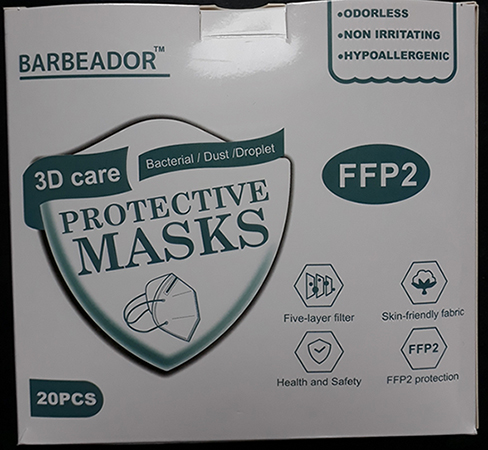 BARBEADOR™
•ODORLESS
•NON IRRITATING
•HYPOALLERGENIC
3D care
Bacterial / Dust /Droplet
PROTECTIVE
MASKS
FFP2
Five-layer filter
Skin-friendly fabric
Health and Safety
FFP2
FFP2 protection
20PCS